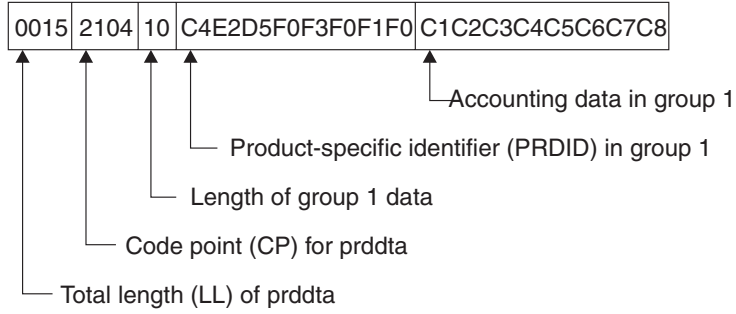 0015 2104 10 C4E2D5F0F3F0F1F0 C1C2C3C4C5C6C7C8
Accounting data in group 1
Product-specific identifier (PRDID) in group 1
Length of group 1 data
Code point (CP) for prddta
Total length (LL) of prddta